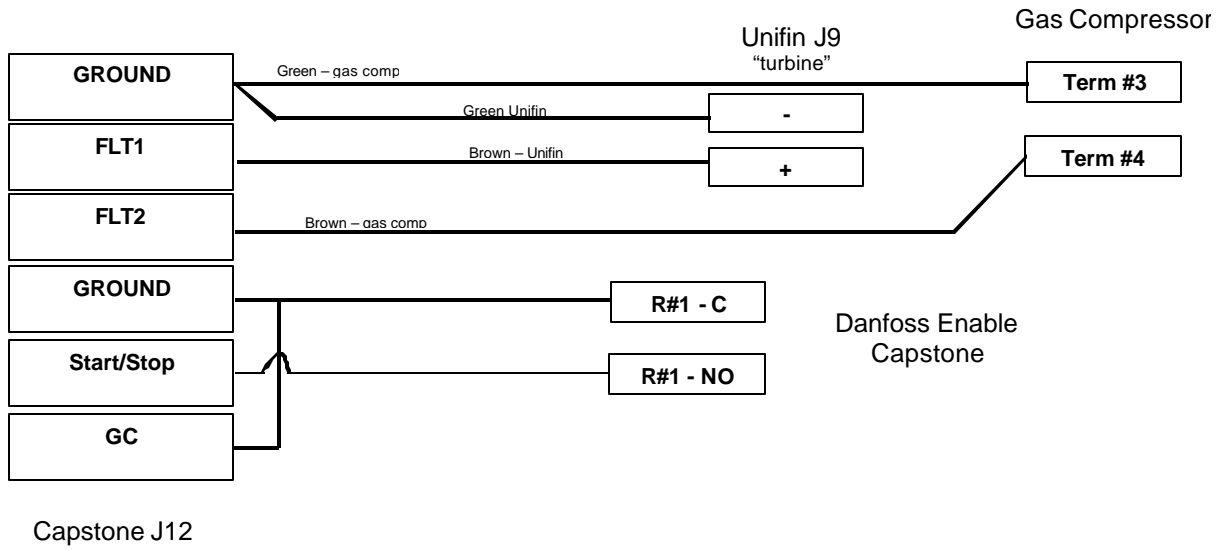 Gas Compressor
Unifin J9
“turbine”
GROUND
Green – gas comp
Term #3
Green Unifin
-
FLT1
Brown – Unifin
+
Term #4
FLT2
Brown – gas comp
GROUND
R#1 - C
Danfoss Enable
Capstone
Start/Stop
R#1 - NO
GC
Capstone J12